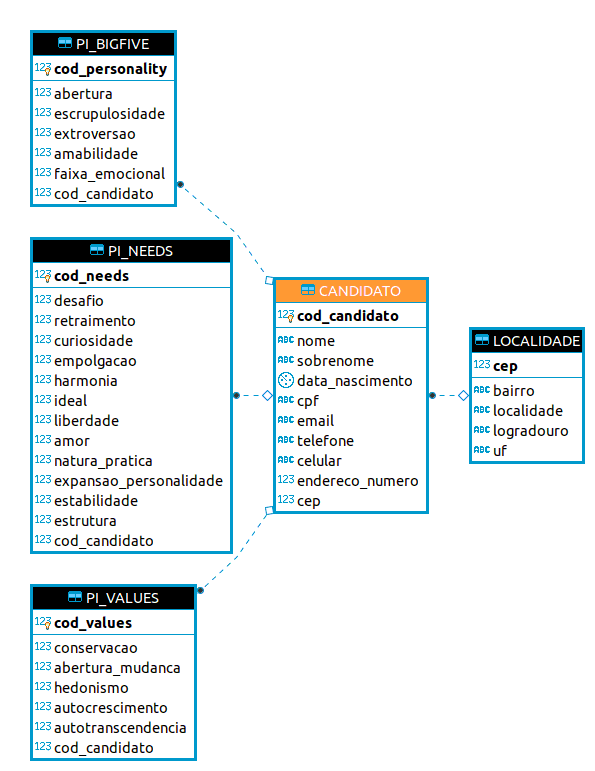 PI_BIGFIVE
123 cod_personality
123 abertura
123 escrupulosidade
123 extroversao
123 amabilidade
123 faixa_emocional
123 cod_candidato
PI_NEEDS
123 cod_needs
123 desafio
123 retraimento
123 curiosidade
123 empolgacao
123 harmonia
123 ideal
123 liberdade
123 amor
123 natura_pratica
123 expansao_personalidade
123 estabilidade
123 estrutura
123 cod_candidato
PI_VALUES
123 cod_values
123 conservacao
123 abertura_mudanca
123 hedonismo
123 autocrescimento
123 autotranscendencia
123 cod_candidato
CANDIDATO
123 cod_candidato
ABC nome
ABC sobrenome
data_nascimento
ABC cpf
ABC email
ABC telefone
ABC celular
123 endereco_numero
123 cep
LOCALIDADE
123 cep
ABC bairro
ABC localidade
ABC logradouro
ABC uf